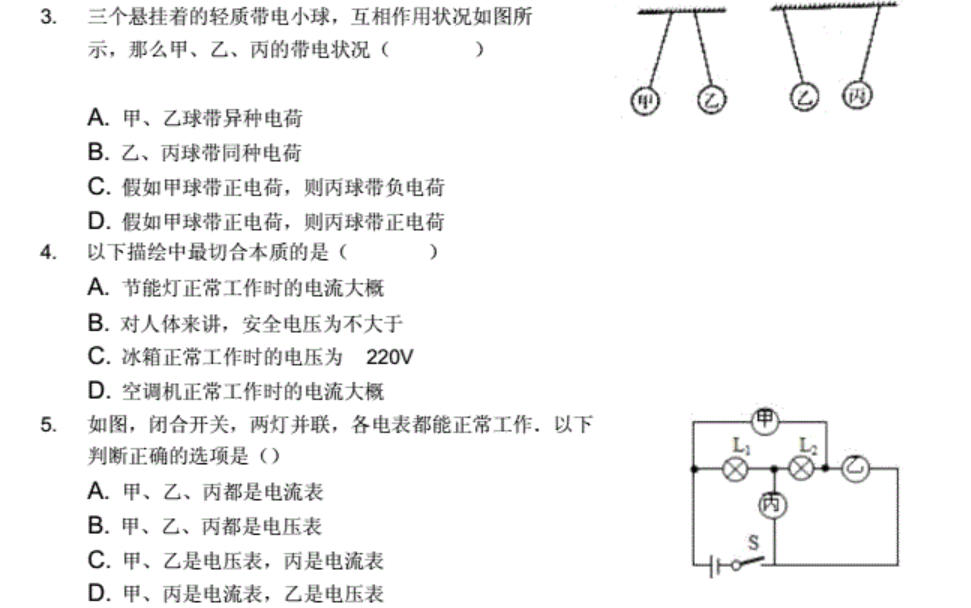 3. 三个悬挂着的轻质带电小球，互相作用状况如图所
示，那么甲、乙、丙的带电状况（ ）
甲 乙 乙 丙
A. 甲、乙球带异种电荷
B. 乙、丙球带同种电荷
C. 假如甲球带正电荷，则丙球带负电荷
D. 假如甲球带正电荷，则丙球带正电荷
4. 以下描绘中最切合本质的是（ ）
A. 节能灯正常工作时的电流大概
B. 对人体来讲，安全电压为不大于
C. 冰箱正常工作时的电压为 220V
D. 空调机正常工作时的电流大概
5. 如图，闭合开关，两灯并联，各电表都能正常工作．以下
判断正确的选项是（）
A. 甲、乙、丙都是电流表
B. 甲、乙、丙都是电压表
C. 甲、乙是电压表，丙是电流表
D. 甲、丙是电流表，乙是电压表
甲
L1 L2 乙
丙
S